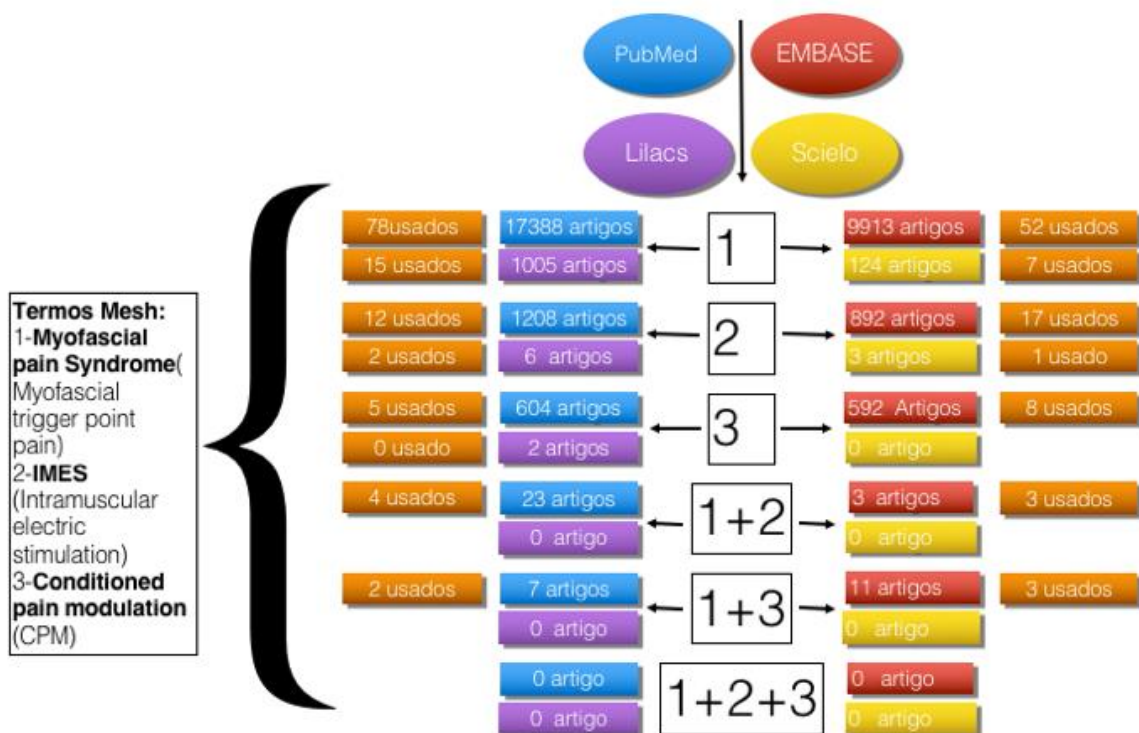 PubMed EMBASE
Lilacs Scielo
78usados 17388 artigos 1 9913 artigos 52 usados
15 usados 1005 artigos 124 artigos 7 usados
12 usados 1208 artigos 2 892 artigos 17 usados
2 usados 6 artigos 3 artigos 1 usado
5 usados 604 artigos 3 592 Artigos 8 usados
0 usado 2 artigos 0 artigo
4 usados 23 artigos 1+2 3 artigos 3 usados
0 artigo 0 artigo
2 usados 7 artigos 1+3 11 artigos 3 usados
0 artigo 0 artigo
0 artigo 1+2+3 0 artigo
0 artigo 0 artigo
Termos Mesh:
1-Myofascial
pain Syndrome(
Myofascial
trigger point
pain)
2-IMES
(Intramuscular
electric
stimulation)
3-Conditioned
pain modulation
(CPM)